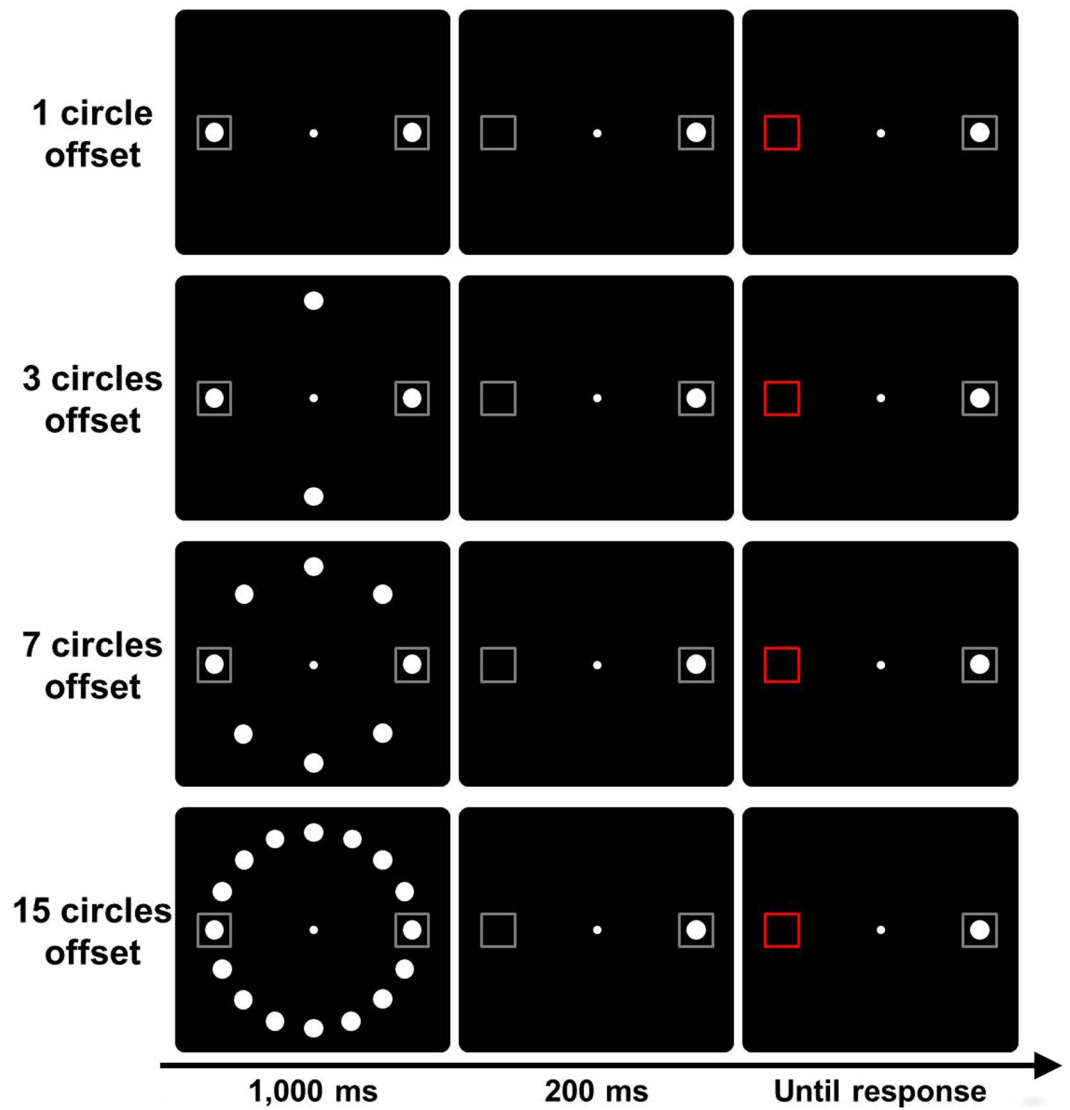 1 circle
offset
3 circles
offset
7 circles
offset
15 circles
offset
1,000 ms
200 ms
Until response